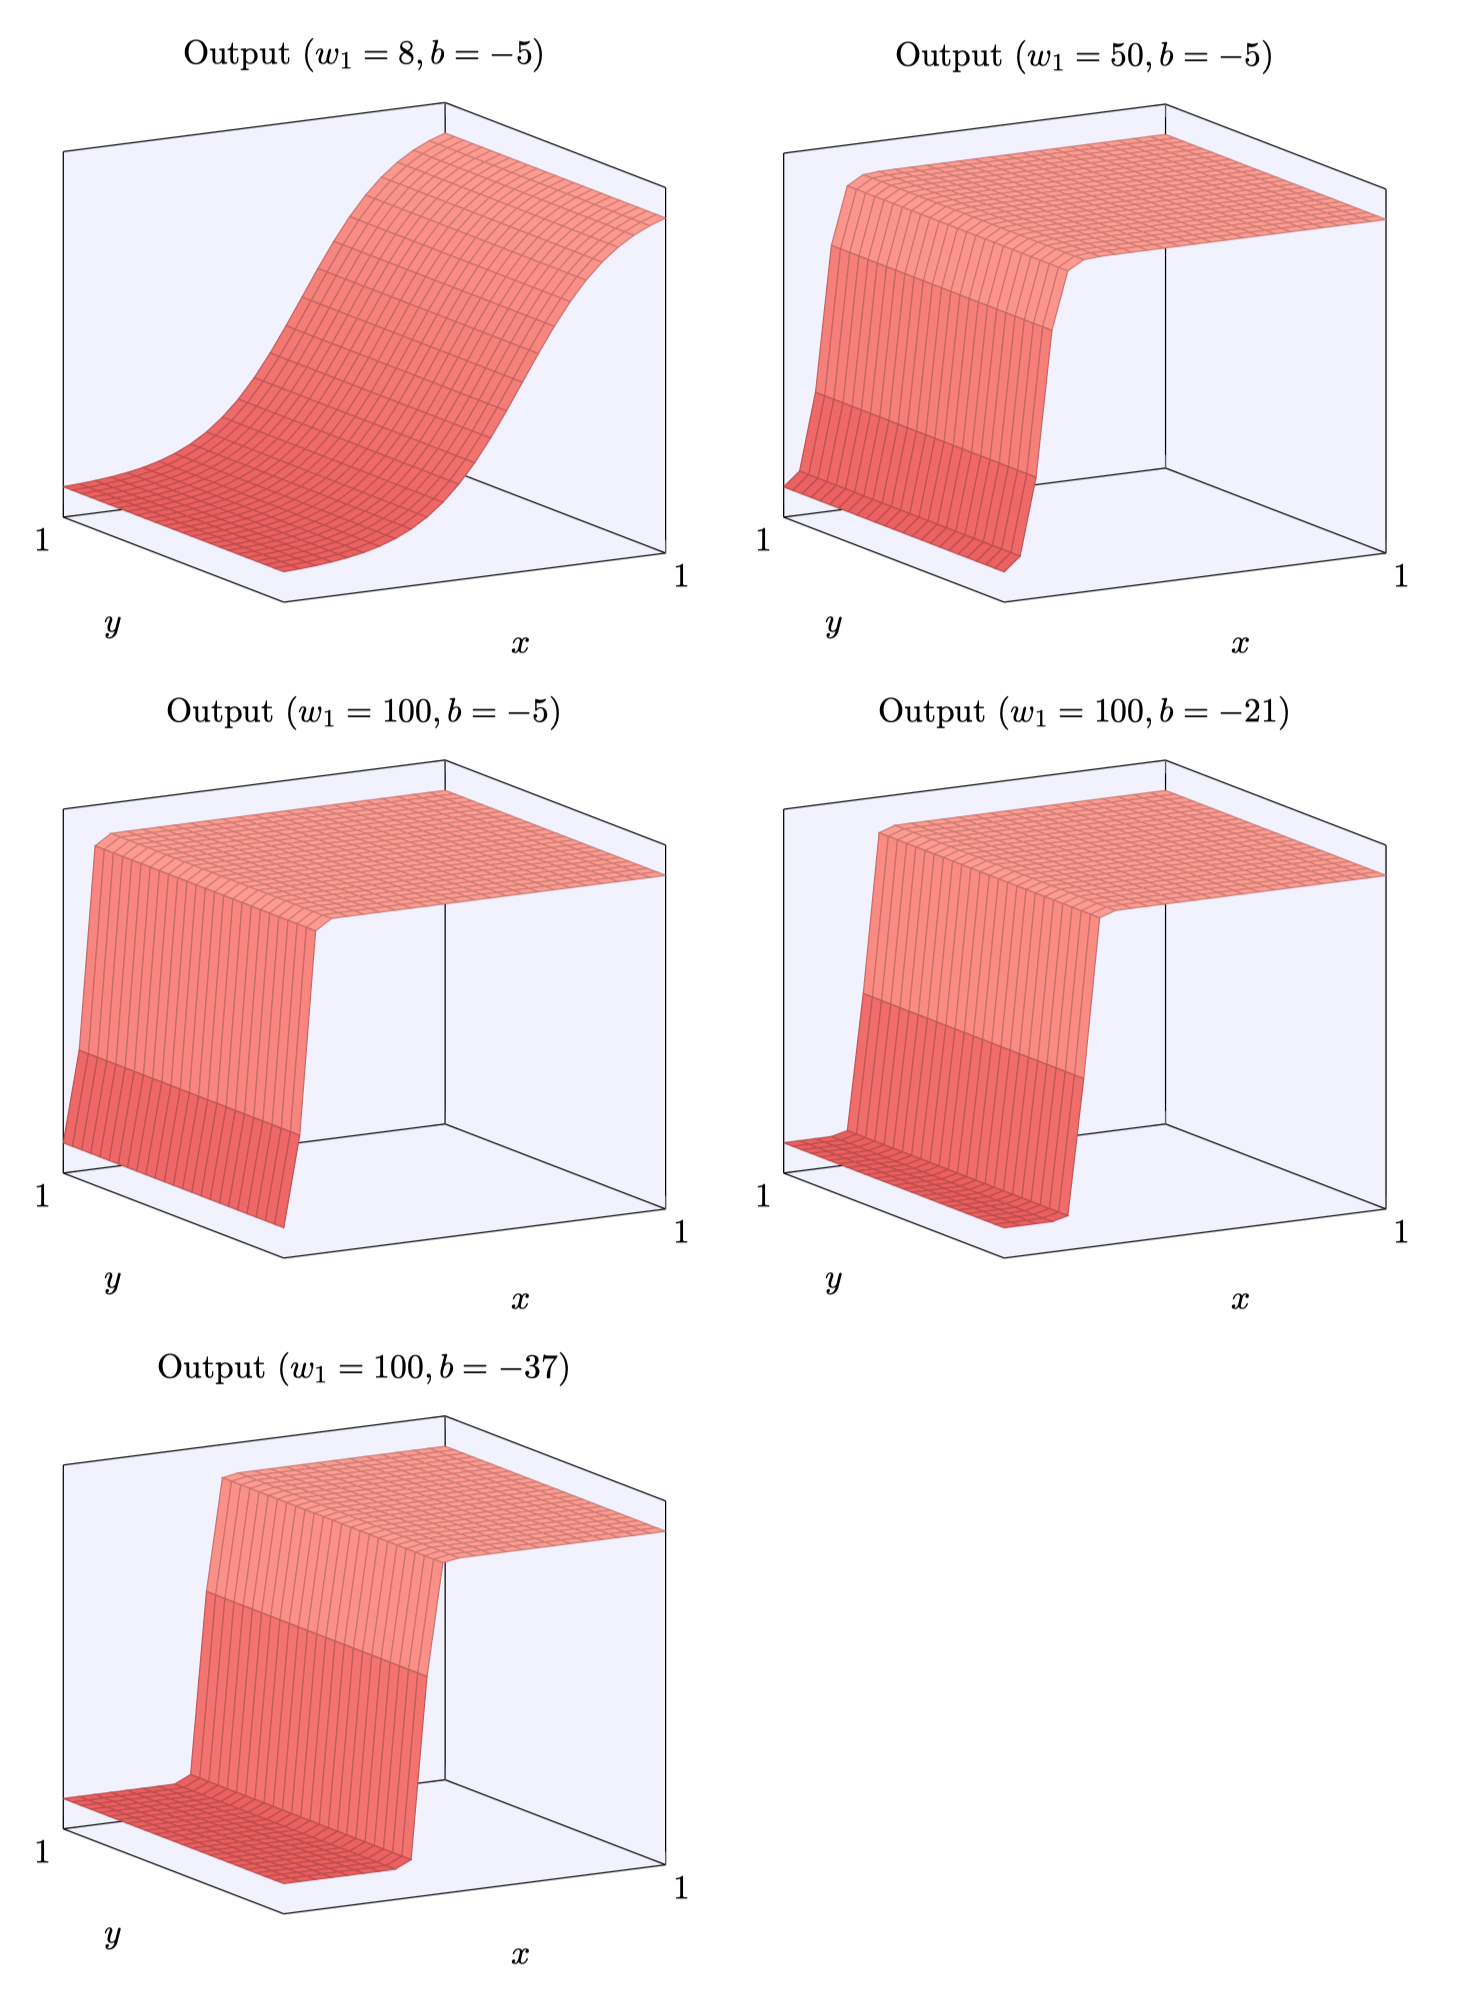 Output (w₁ = 8, b = −5)
1
1
y
x
Output (w₁ = 50, b = −5)
1
1
y
x
Output (w₁ = 100, b = −5)
1
1
y
x
Output (w₁ = 100, b = −21)
1
1
y
x
Output (w₁ = 100, b = −37)
1
1
y
x